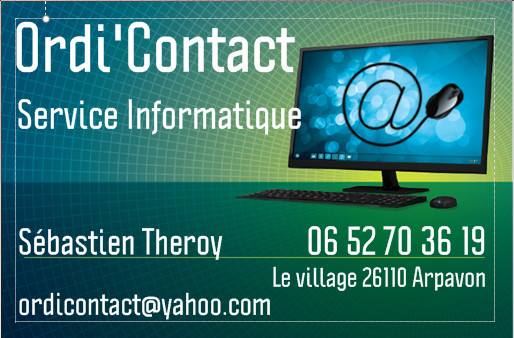 Ordi'Contact
Service Informatique
Sébastien Theroy
06 52 70 36 19
Le village 26110 Arpavon
ordicontact@yahoo.com